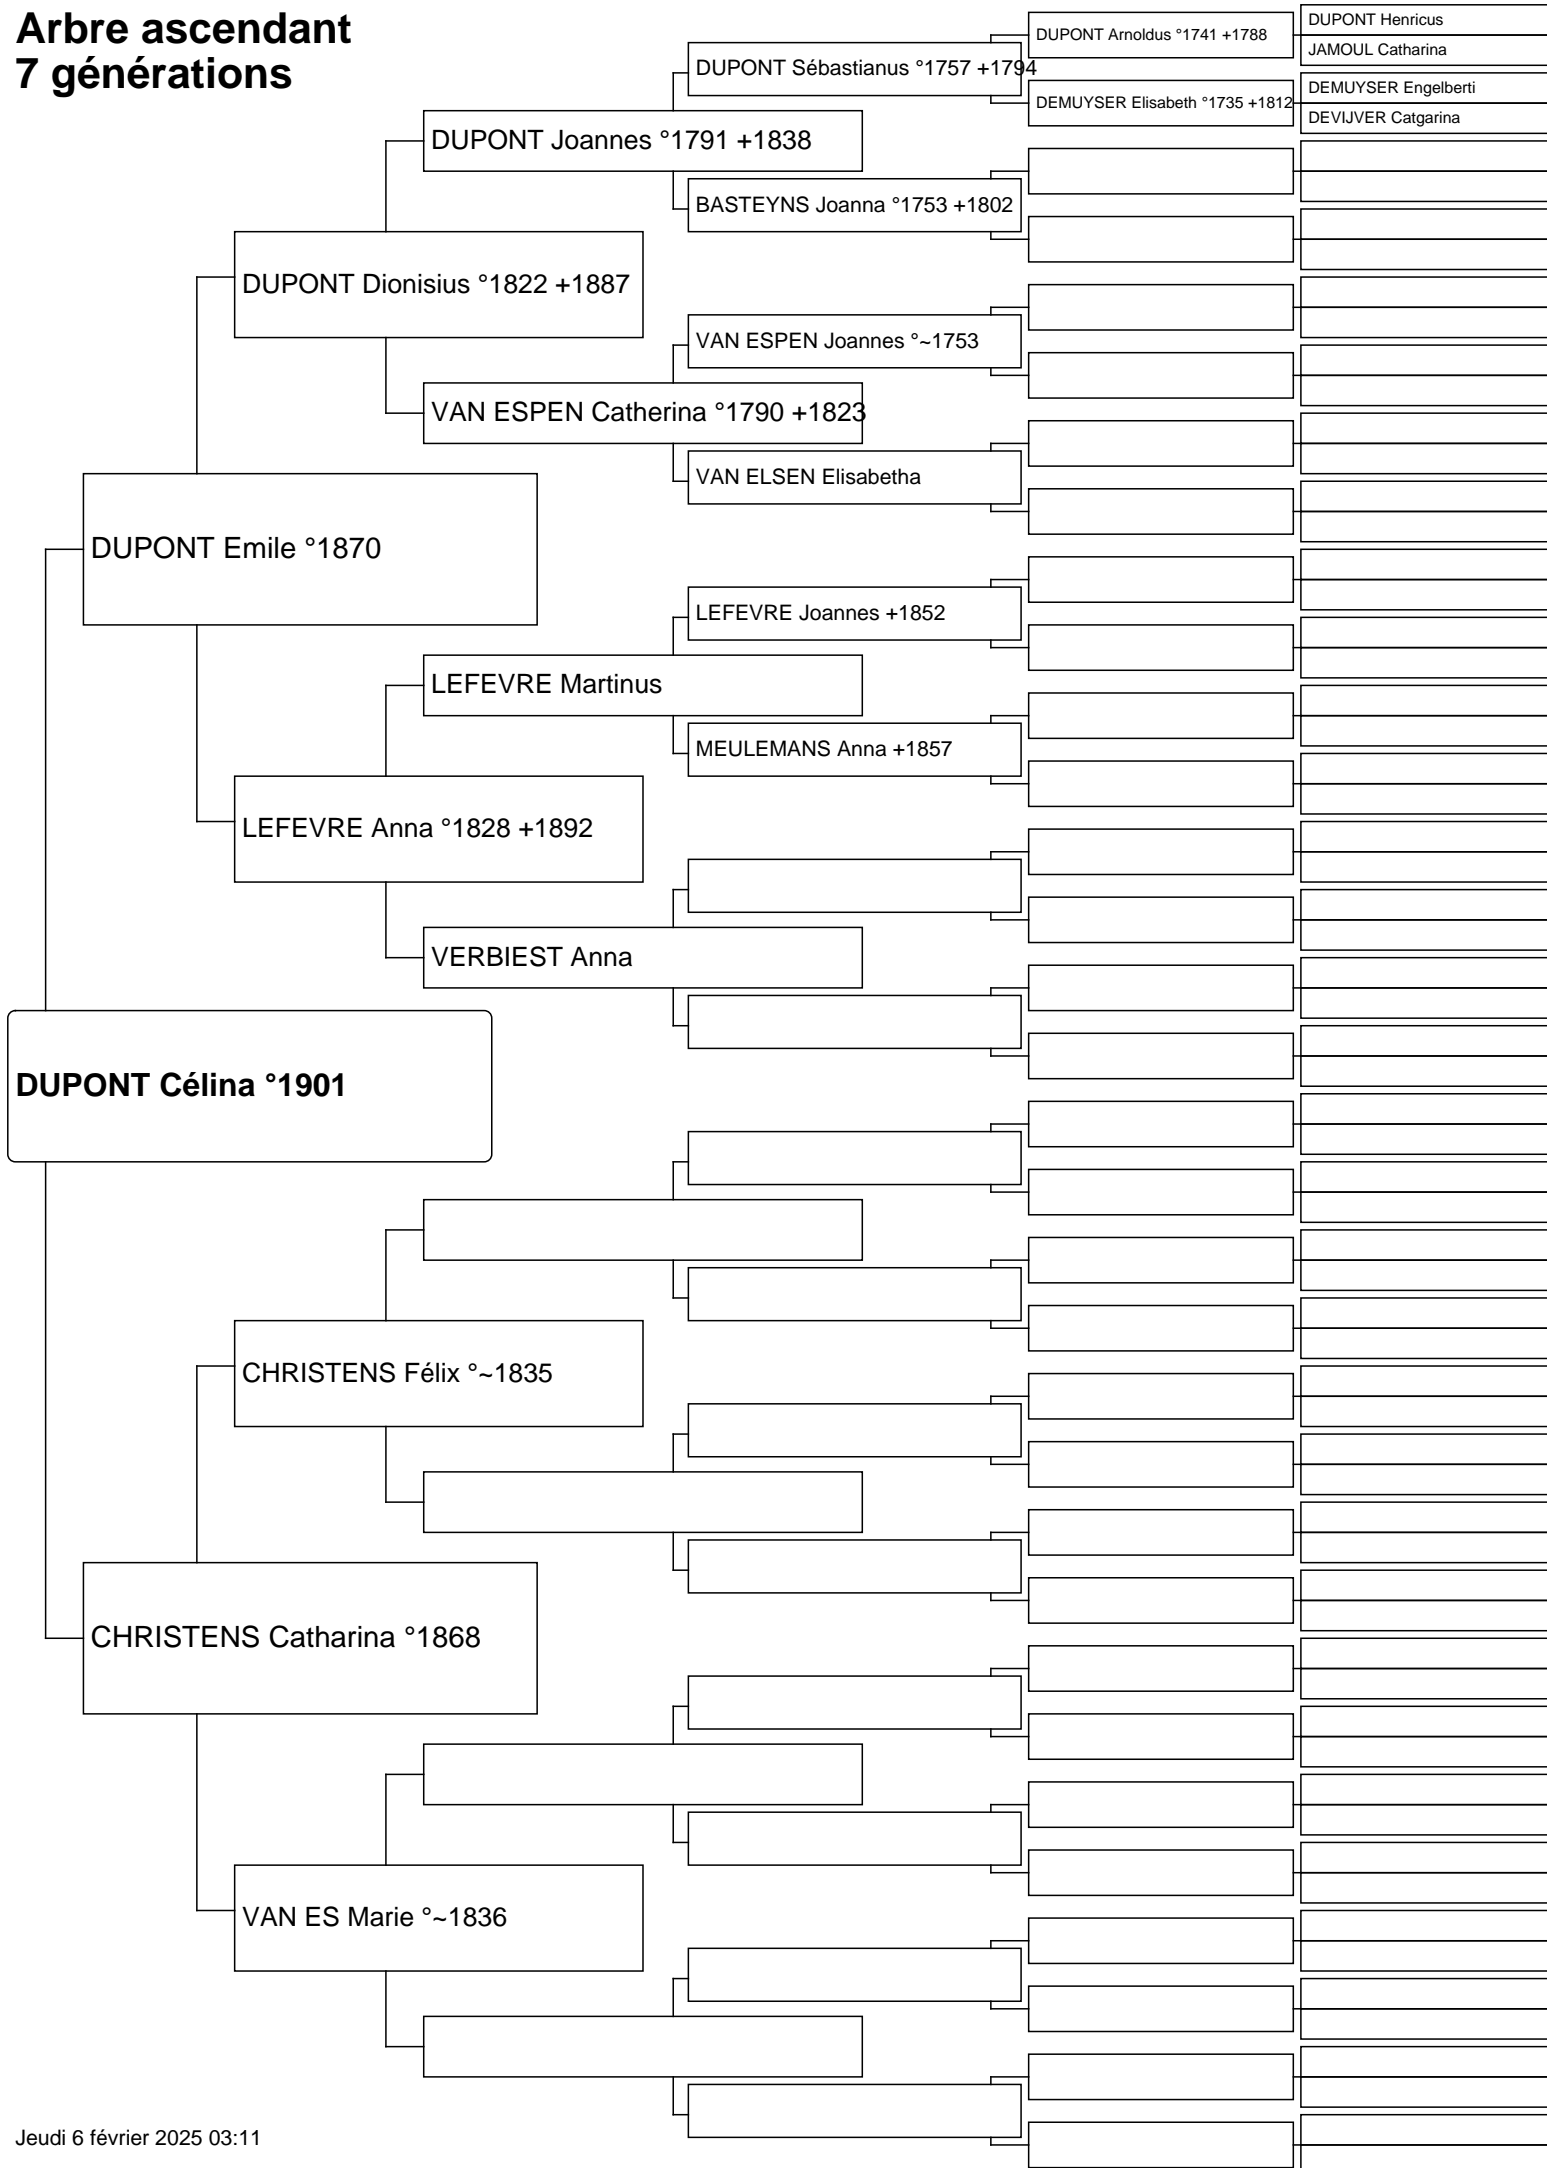 Arbre ascendant
7 générations
DUPONT Henricus
DUPONT Arnoldus °1741 +1788
JAMOUL Catharina
DUPONT Sébastianus °1757 +1794
DEMUYSER Engelberti
DEMUYSER Elisabeth °1735 +1812
DEVIJVER Catgarina
DUPONT Joannes °1791 +1838
BASTEYNS Joanna °1753 +1802
DUPONT Dionisius °1822 +1887
VAN ESPEN Joannes °~1753
VAN ESPEN Catherina °1790 +1823
VAN ELSEN Elisabetha
DUPONT Emile °1870
LEFEVRE Joannes +1852
LEFEVRE Martinus
MEULEMANS Anna +1857
LEFEVRE Anna °1828 +1892
VERBIEST Anna
DUPONT Célina °1901
CHRISTENS Félix °~1835
CHRISTENS Catharina °1868
VAN ES Marie °~1836
Jeudi 6 février 2025 03:11